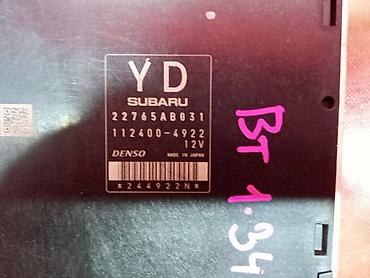 YD
SUBARU
22765AB031
112400-4922
12V
DENSO MADE IN JAPAN
*244922N*
BT 1.34